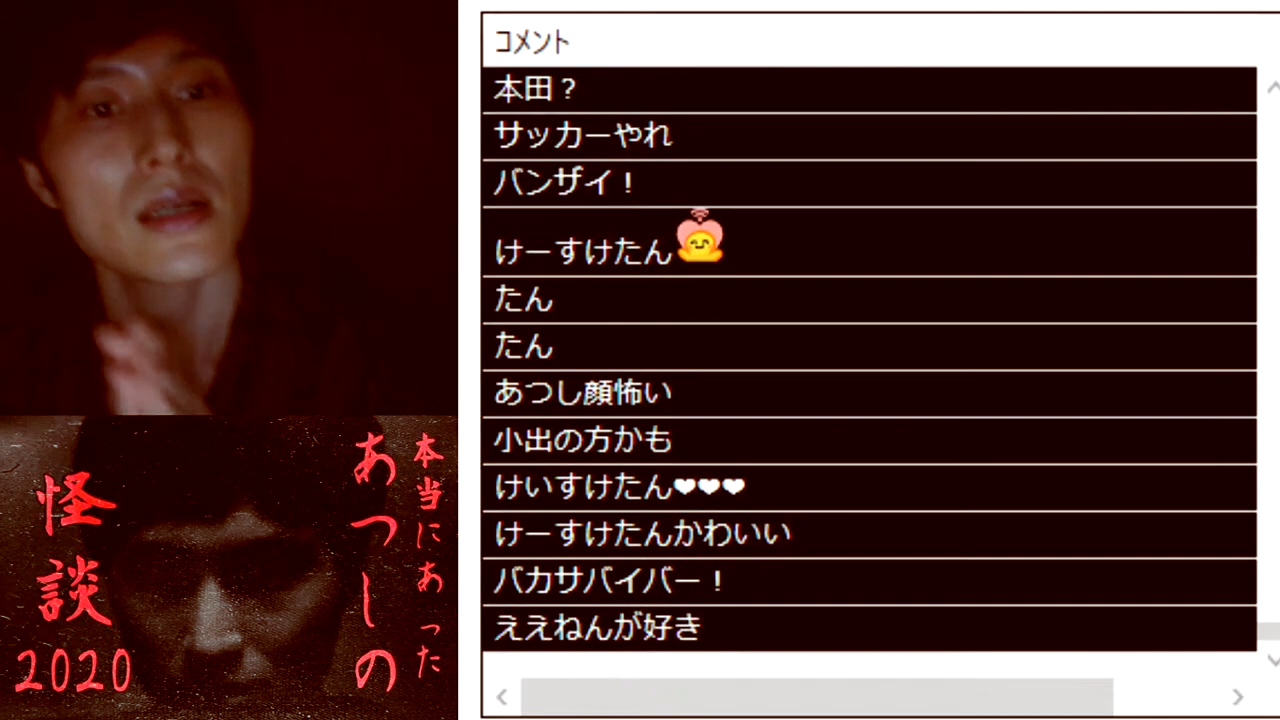 コメント
本田？
サッカーやれ
バンザイ！
けーすけたん
たん
たん
あつし顔怖い
小出の方かも
けいすけたん❤❤❤
けーすけたんかわいい
バカサバイバー！
ええねんが好き
本当にあった
あつしの
怪談
2020